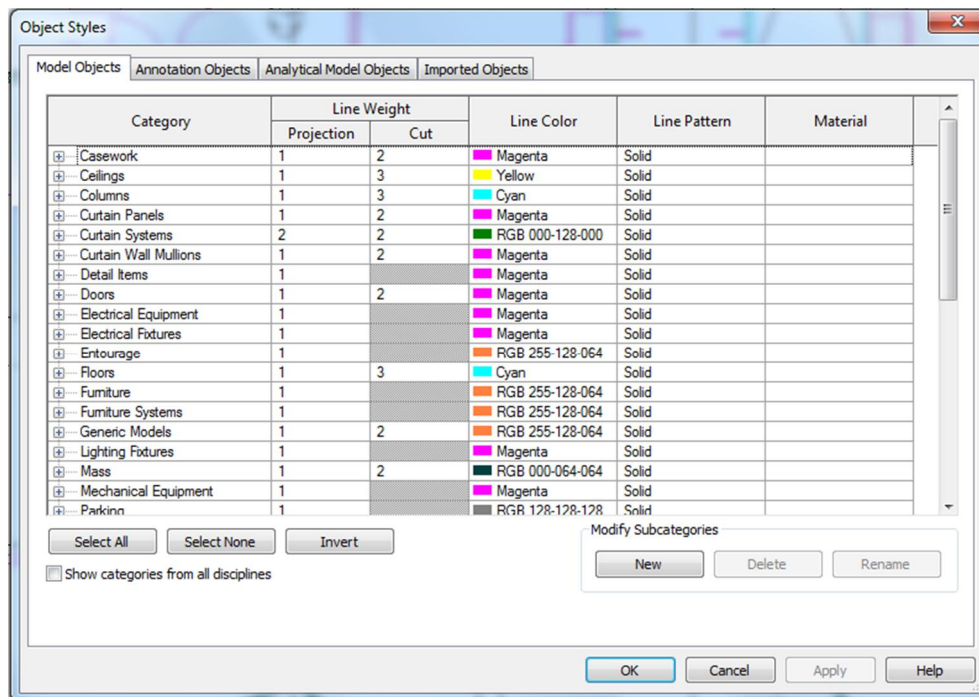 Object Styles
Model Objects Annotation Objects Analytical Model Objects Imported Objects
Category Line Weight Line Color Line Pattern Material
Projection Cut
Casework 1 2 Magenta Solid
Ceilings 1 3 Yellow Solid
Columns 1 3 Cyan Solid
Curtain Panels 1 2 Magenta Solid
Curtain Systems 2 2 RGB 000-128-000 Solid
Curtain Wall Mullions 1 2 Magenta Solid
Detail Items 1 Magenta Solid
Doors 1 2 Magenta Solid
Electrical Equipment 1 Magenta Solid
Electrical Fixtures 1 Magenta Solid
Entourage 1 RGB 255-128-064 Solid
Floors 1 3 Cyan Solid
Furniture 1 RGB 255-128-064 Solid
Furniture Systems 1 RGB 255-128-064 Solid
Generic Models 1 2 RGB 255-128-064 Solid
Lighting Fixtures 1 Magenta Solid
Mass 1 2 RGB 000-064-064 Solid
Mechanical Equipment 1 Magenta Solid
Parking 1 RGB 128-128-128 Solid
Select All Select None Invert
Modify Subcategories
New Delete Rename
Show categories from all disciplines
OK Cancel Apply Help